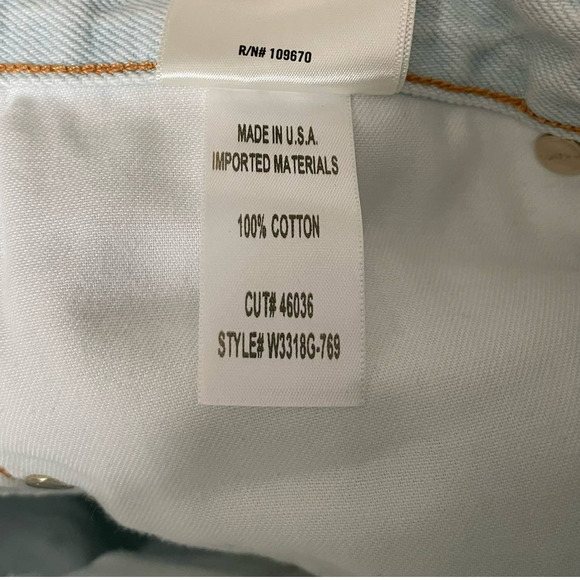 R/N# 109670
MADE IN U.S.A.
IMPORTED MATERIALS
100% COTTON
CUT# 46036
STYLE# W3318G-769